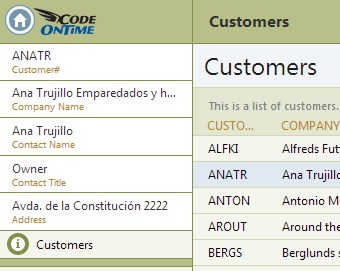 CODE
ONTIME
Customers
ANATR
Customer#
Ana Trujillo Emparedados y h...
Company Name
Ana Trujillo
Contact Name
Owner
Contact Title
Avda. de la Constitución 2222
Address
Customers
Customers
This is a list of customers.
CUSTO... COMPANY
ALFKI Alfreds Fut
ANATR Ana Trujillo
ANTON Antonio M
AROUT Around the
BERGS Berglunds s